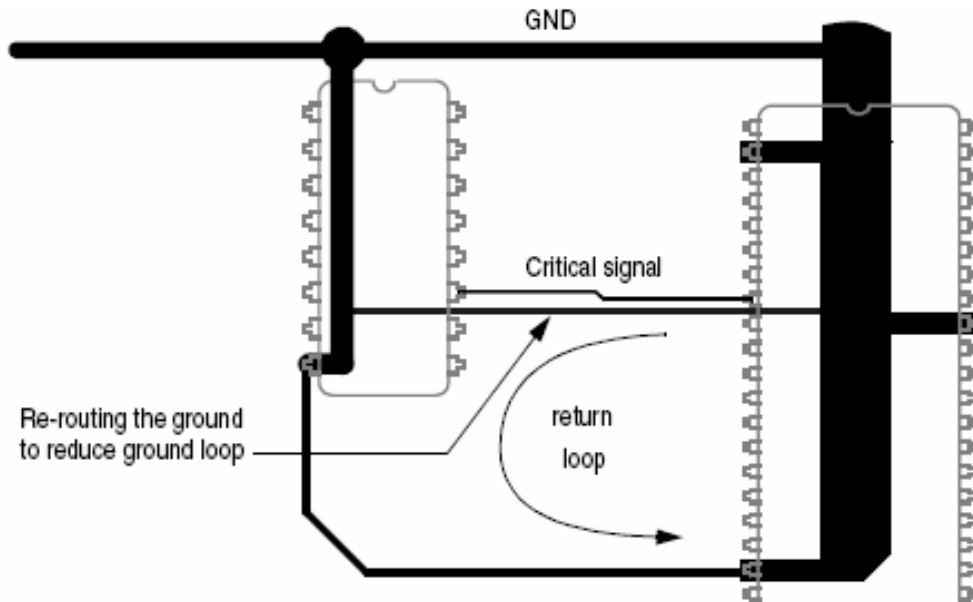 GND
Critical signal
Re-routing the ground
to reduce ground loop
return
loop